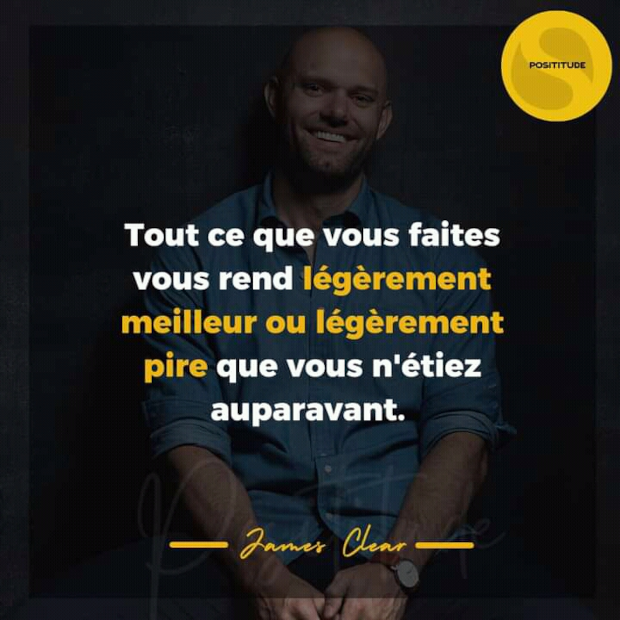 POSITITUDE
Tout ce que vous faites
vous rend légèrement
meilleur ou légèrement
pire que vous n'étiez
auparavant.
Positude
James Clear